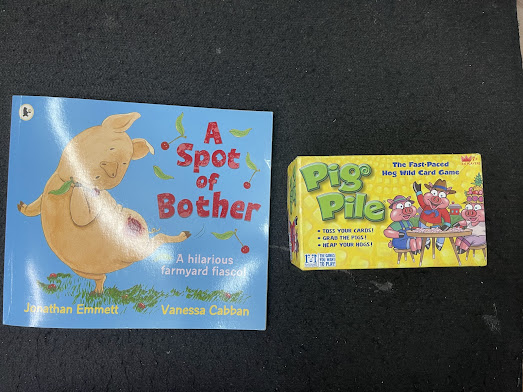 A
Spot
of
Bother
A hilarious
farmyard fiasco!
Jonathan Emmett
Vanessa Cabban
Pig
Pile
The Fast-Paced
Hog Wild Card Game
• TOSS YOUR CARDS!
• GRAB THE PIGS!
• HEAP YOUR HOGS!